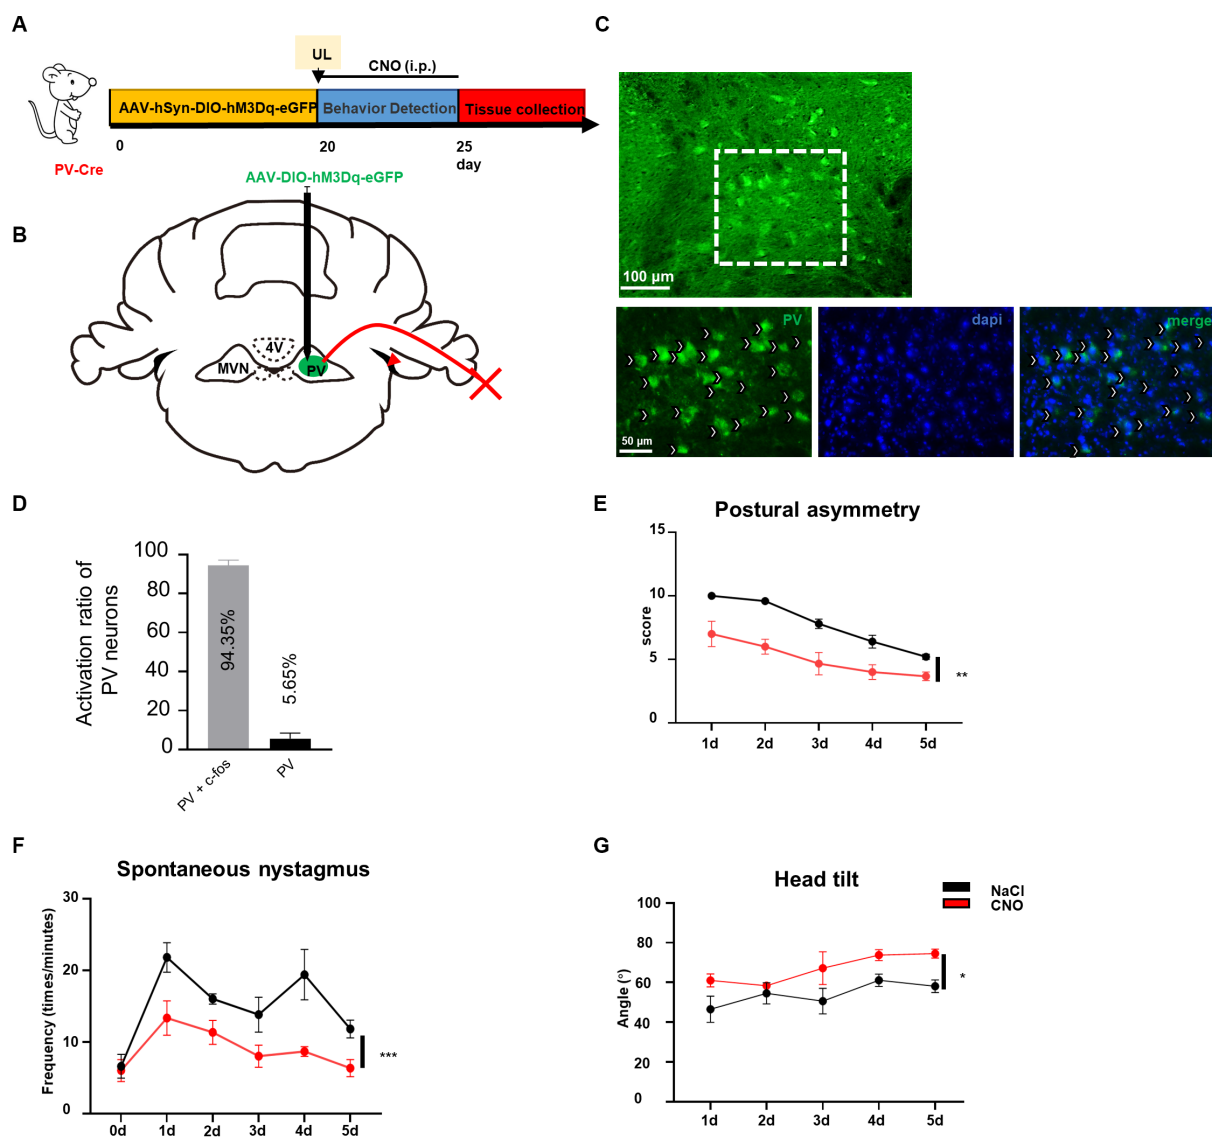 A
UL
CNO (i.p.)
AAV-hSyn-DIO-hM3Dq-eGFP
Behavior Detection
Tissue collection
0
20
25
day
PV-Cre
AAV-DIO-hM3Dq-eGFP
B
4V
MVN
PV
C
100 µm
PV
dapi
merge
50 µm
D
Activation ratio of
PV neurons
100
80
60
40
20
0
94.35%
5.65%
PV + c-fos
PV
E
Postural asymmetry
score
15
10
5
0
**
1d
2d
3d
4d
5d
F
Spontaneous nystagmus
Frequency (times/minutes)
30
20
10
0
***
0d
1d
2d
3d
4d
5d
G
Head tilt
NaCl
CNO
Angle (°)
100
80
60
40
20
0
*
1d
2d
3d
4d
5d